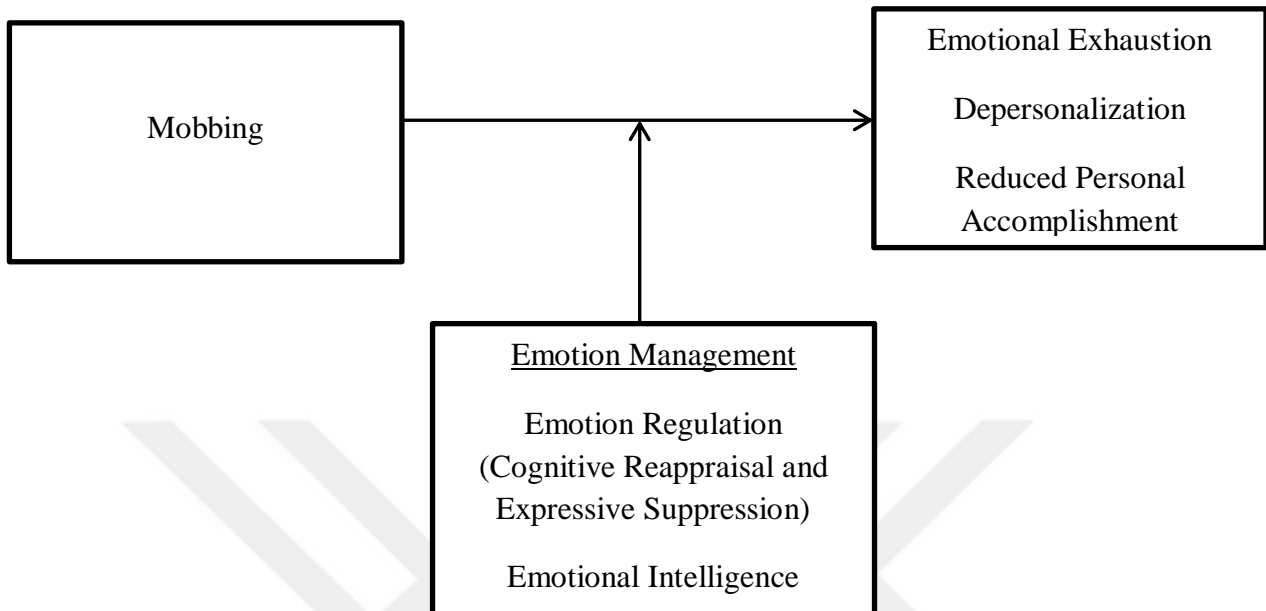 Mobbing
Emotional Exhaustion
Depersonalization
Reduced Personal
Accomplishment
Emotion Management
Emotion Regulation
(Cognitive Reappraisal and
Expressive Suppression)
Emotional Intelligence